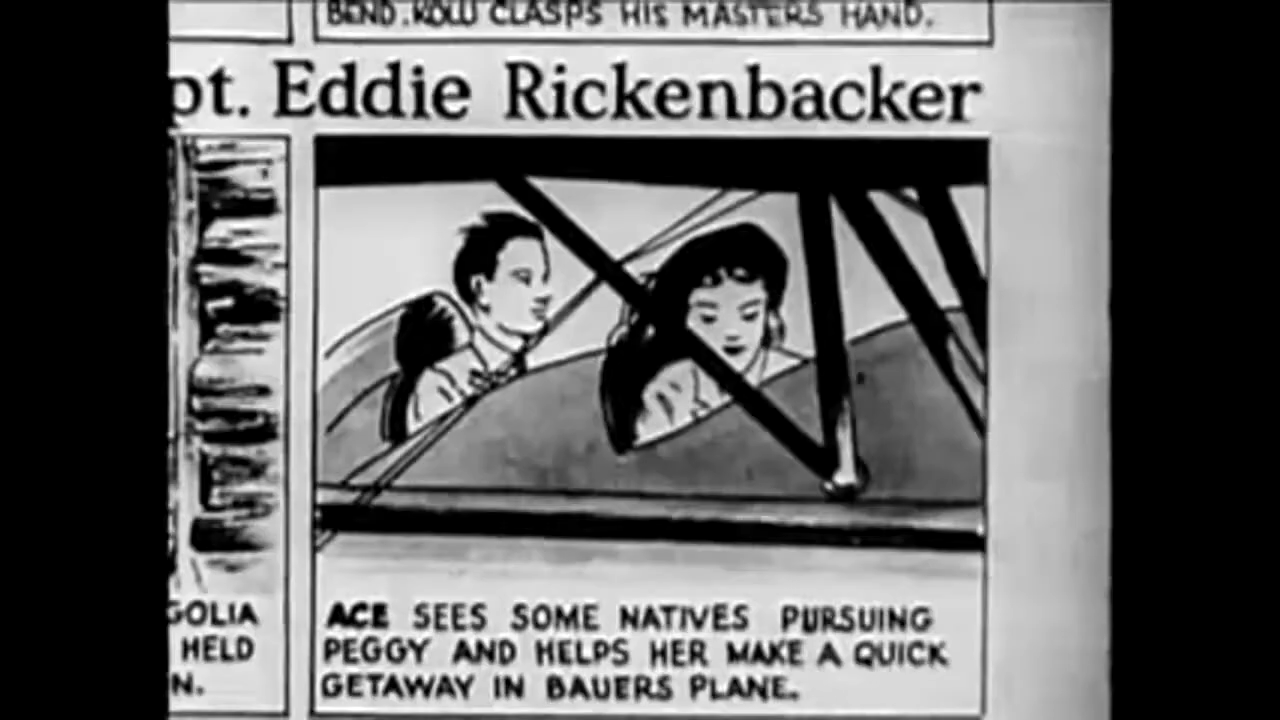 BEND. KOLU CLASPS HIS MASTERS HAND.
pt. Eddie Rickenbacker
GOLIA
HELD
N.
ACE SEES SOME NATIVES PURSUING
PEGGY AND HELPS HER MAKE A QUICK
GETAWAY IN BAUERS PLANE.